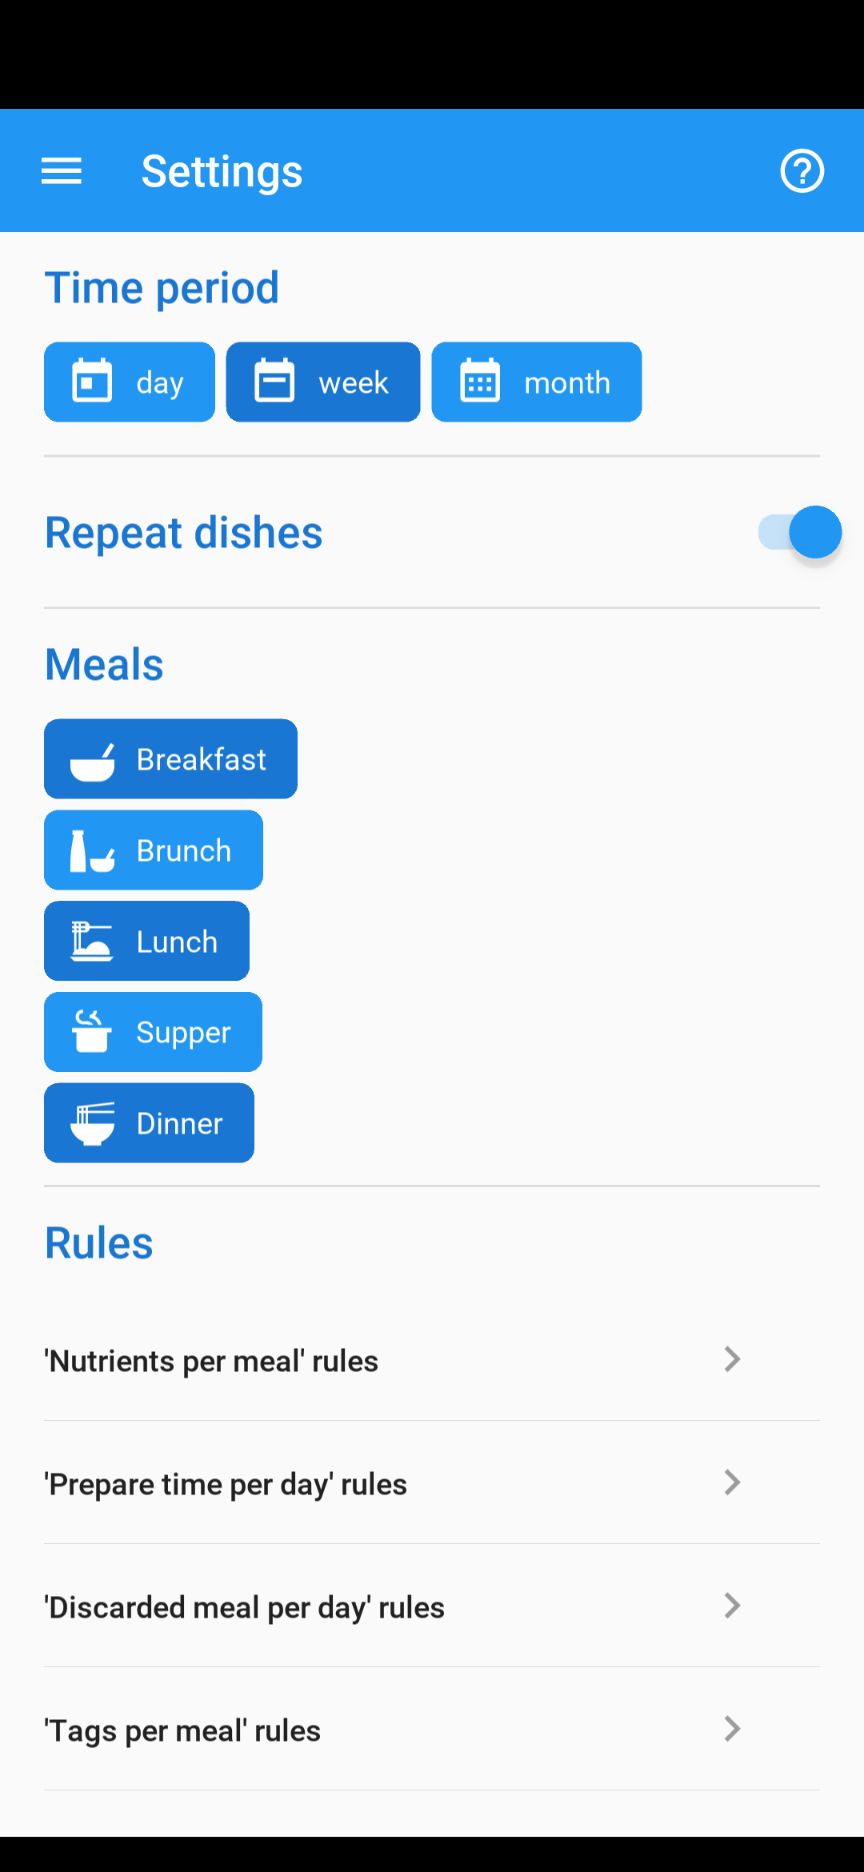 Settings
Time period
day week month
Repeat dishes
Meals
Breakfast
Brunch
Lunch
Supper
Dinner
Rules
'Nutrients per meal' rules
'Prepare time per day' rules
'Discarded meal per day' rules
'Tags per meal' rules